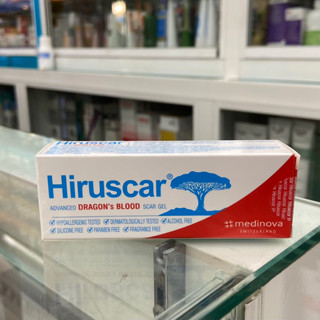 Hiruscar®
ADVANCED DRAGON's BLOOD SCAR GEL
HYPOALLERGENIC TESTED DERMATOLOGICALLY TESTED ALCOHOL FREE
SILICONE FREE PARABEN FREE FRAGRANCE FREE
medinova
SWITZERLAND